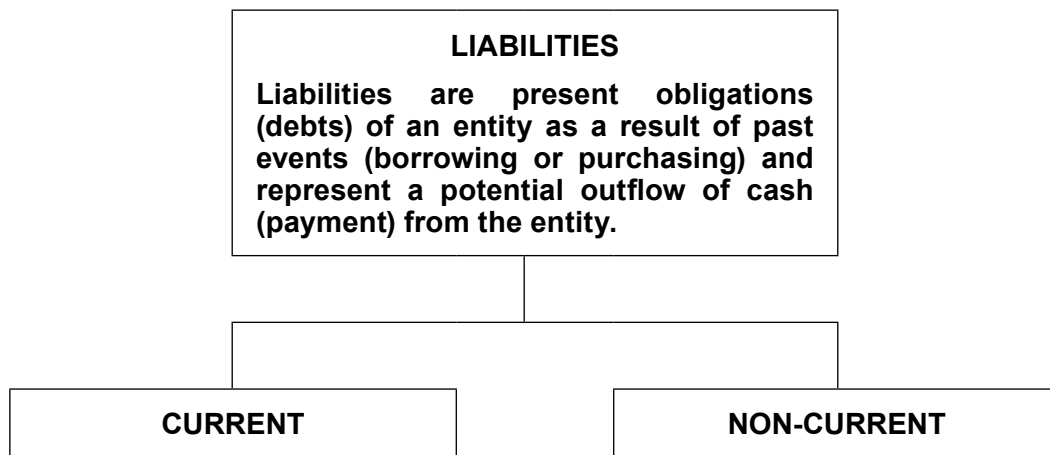 LIABILITIES
Liabilities are present obligations
(debts) of an entity as a result of past
events (borrowing or purchasing) and
represent a potential outflow of cash
(payment) from the entity.
CURRENT
NON-CURRENT